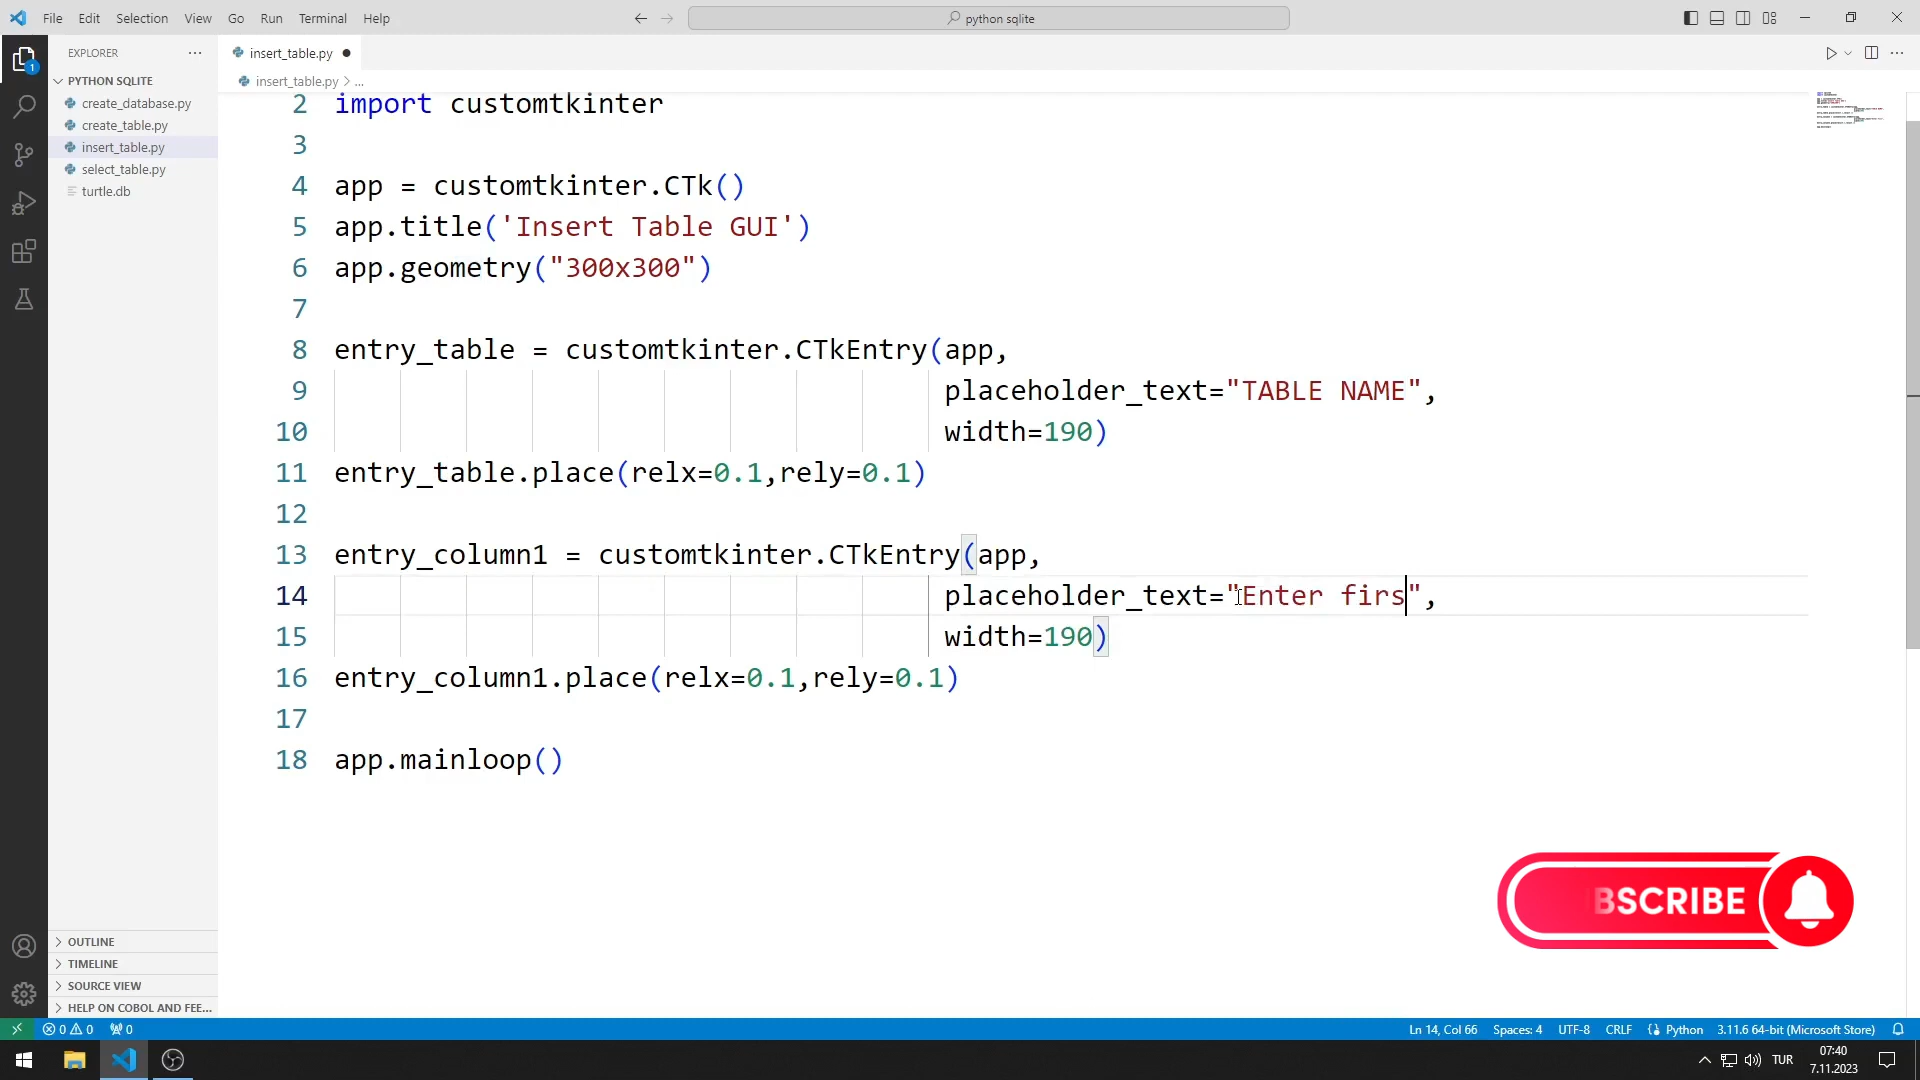 File Edit Selection View Go Run Terminal Help
python sqlite
EXPLORER
PYTHON SQLITE
create_database.py
create_table.py
insert_table.py
select_table.py
turtle.db
OUTLINE
TIMELINE
SOURCE VIEW
HELP ON COBOL AND FEE...
1
insert_table.py
insert_table.py > ...
2 import customtkinter
3
4 app = customtkinter.CTk()
5 app.title('Insert Table GUI')
6 app.geometry("300x300")
7
8 entry_table = customtkinter.CTkEntry(app,
9 placeholder_text="TABLE NAME",
10 width=190)
11 entry_table.place(relx=0.1,rely=0.1)
12
13 entry_column1 = customtkinter.CTkEntry(app,
14 placeholder_text="Enter firs",
15 width=190)
16 entry_column1.place(relx=0.1,rely=0.1)
17
18 app.mainloop()
BSCRIBE
0 0 0
Ln 14, Col 66 Spaces: 4 UTF-8 CRLF Python 3.11.6 64-bit (Microsoft Store)
TUR
07:40
7.11.2023